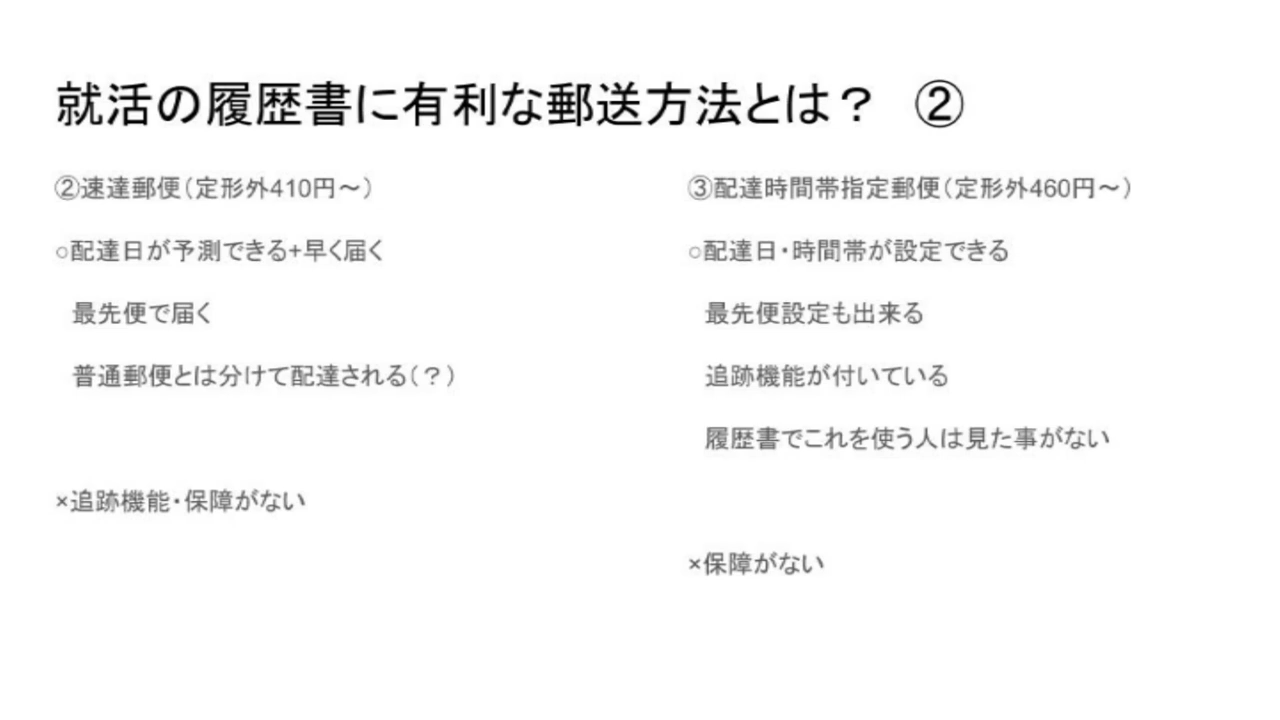 就活の履歴書に有利な郵送方法とは？ ②
②速達郵便(定形外410円～)
○配達日が予測できる+早く届く
最先便で届く
普通郵便とは分けて配達される(？)
×追跡機能・保障がない
③配達時間帯指定郵便(定形外460円～)
○配達日・時間帯が設定できる
最先便設定も出来る
追跡機能が付いている
履歴書でこれを使う人は見た事がない
×保障がない